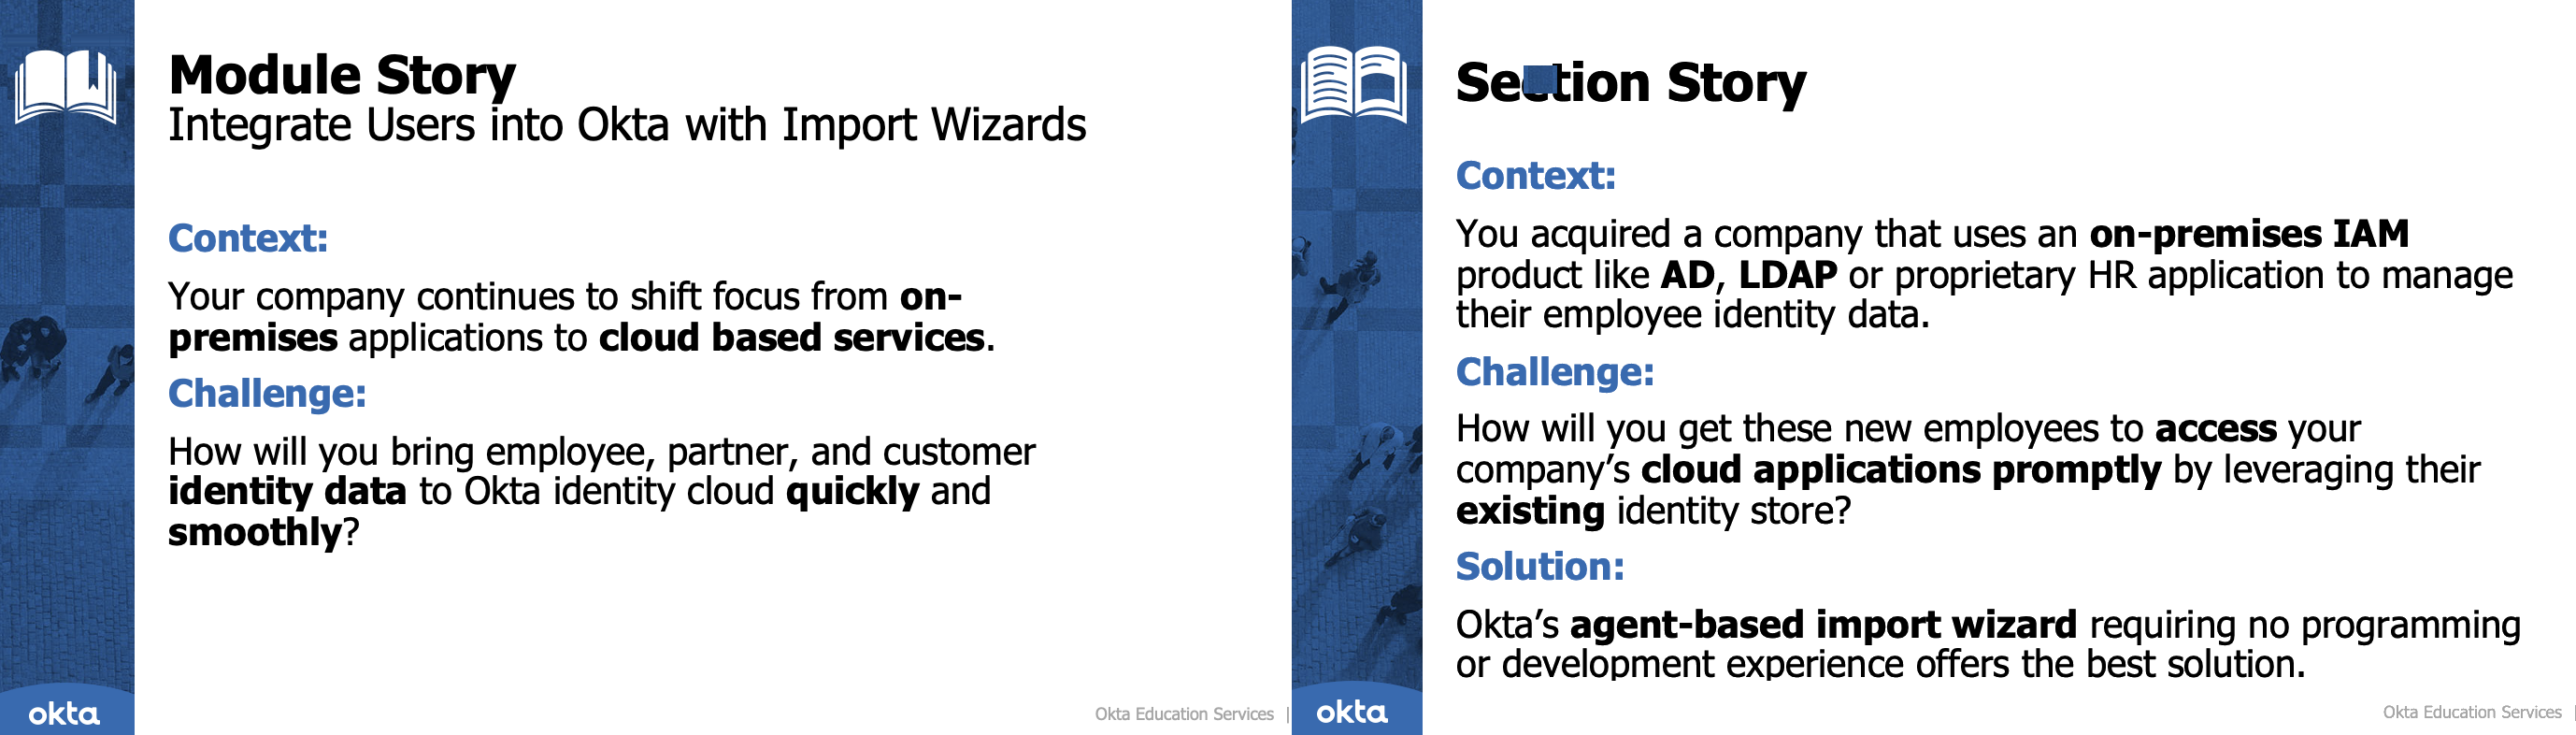 Module Story
Integrate Users into Okta with Import Wizards
Context:
Your company continues to shift focus from on-
premises applications to cloud based services.
Challenge:
How will you bring employee, partner, and customer
identity data to Okta identity cloud quickly and
smoothly?
okta
Okta Education Services |
Section Story
Context:
You acquired a company that uses an on-premises IAM
product like AD, LDAP or proprietary HR application to manage
their employee identity data.
Challenge:
How will you get these new employees to access your
company’s cloud applications promptly by leveraging their
existing identity store?
Solution:
Okta’s agent-based import wizard requiring no programming
or development experience offers the best solution.
okta
Okta Education Services |